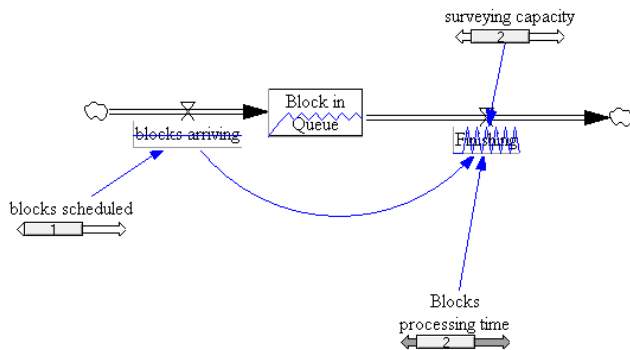 surveying capacity
2
Block in
Queue
blocks arriving
Finishing
blocks scheduled
1
Blocks
processing time
2